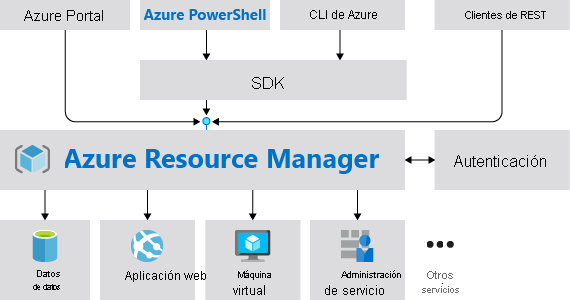 Azure Portal
Azure PowerShell
CLI de Azure
Clientes de REST
SDK
Azure Resource Manager
Autenticación
Datos
de datos
Aplicación web
Máquina
virtual
Administración
de servicio
Otros
servicios